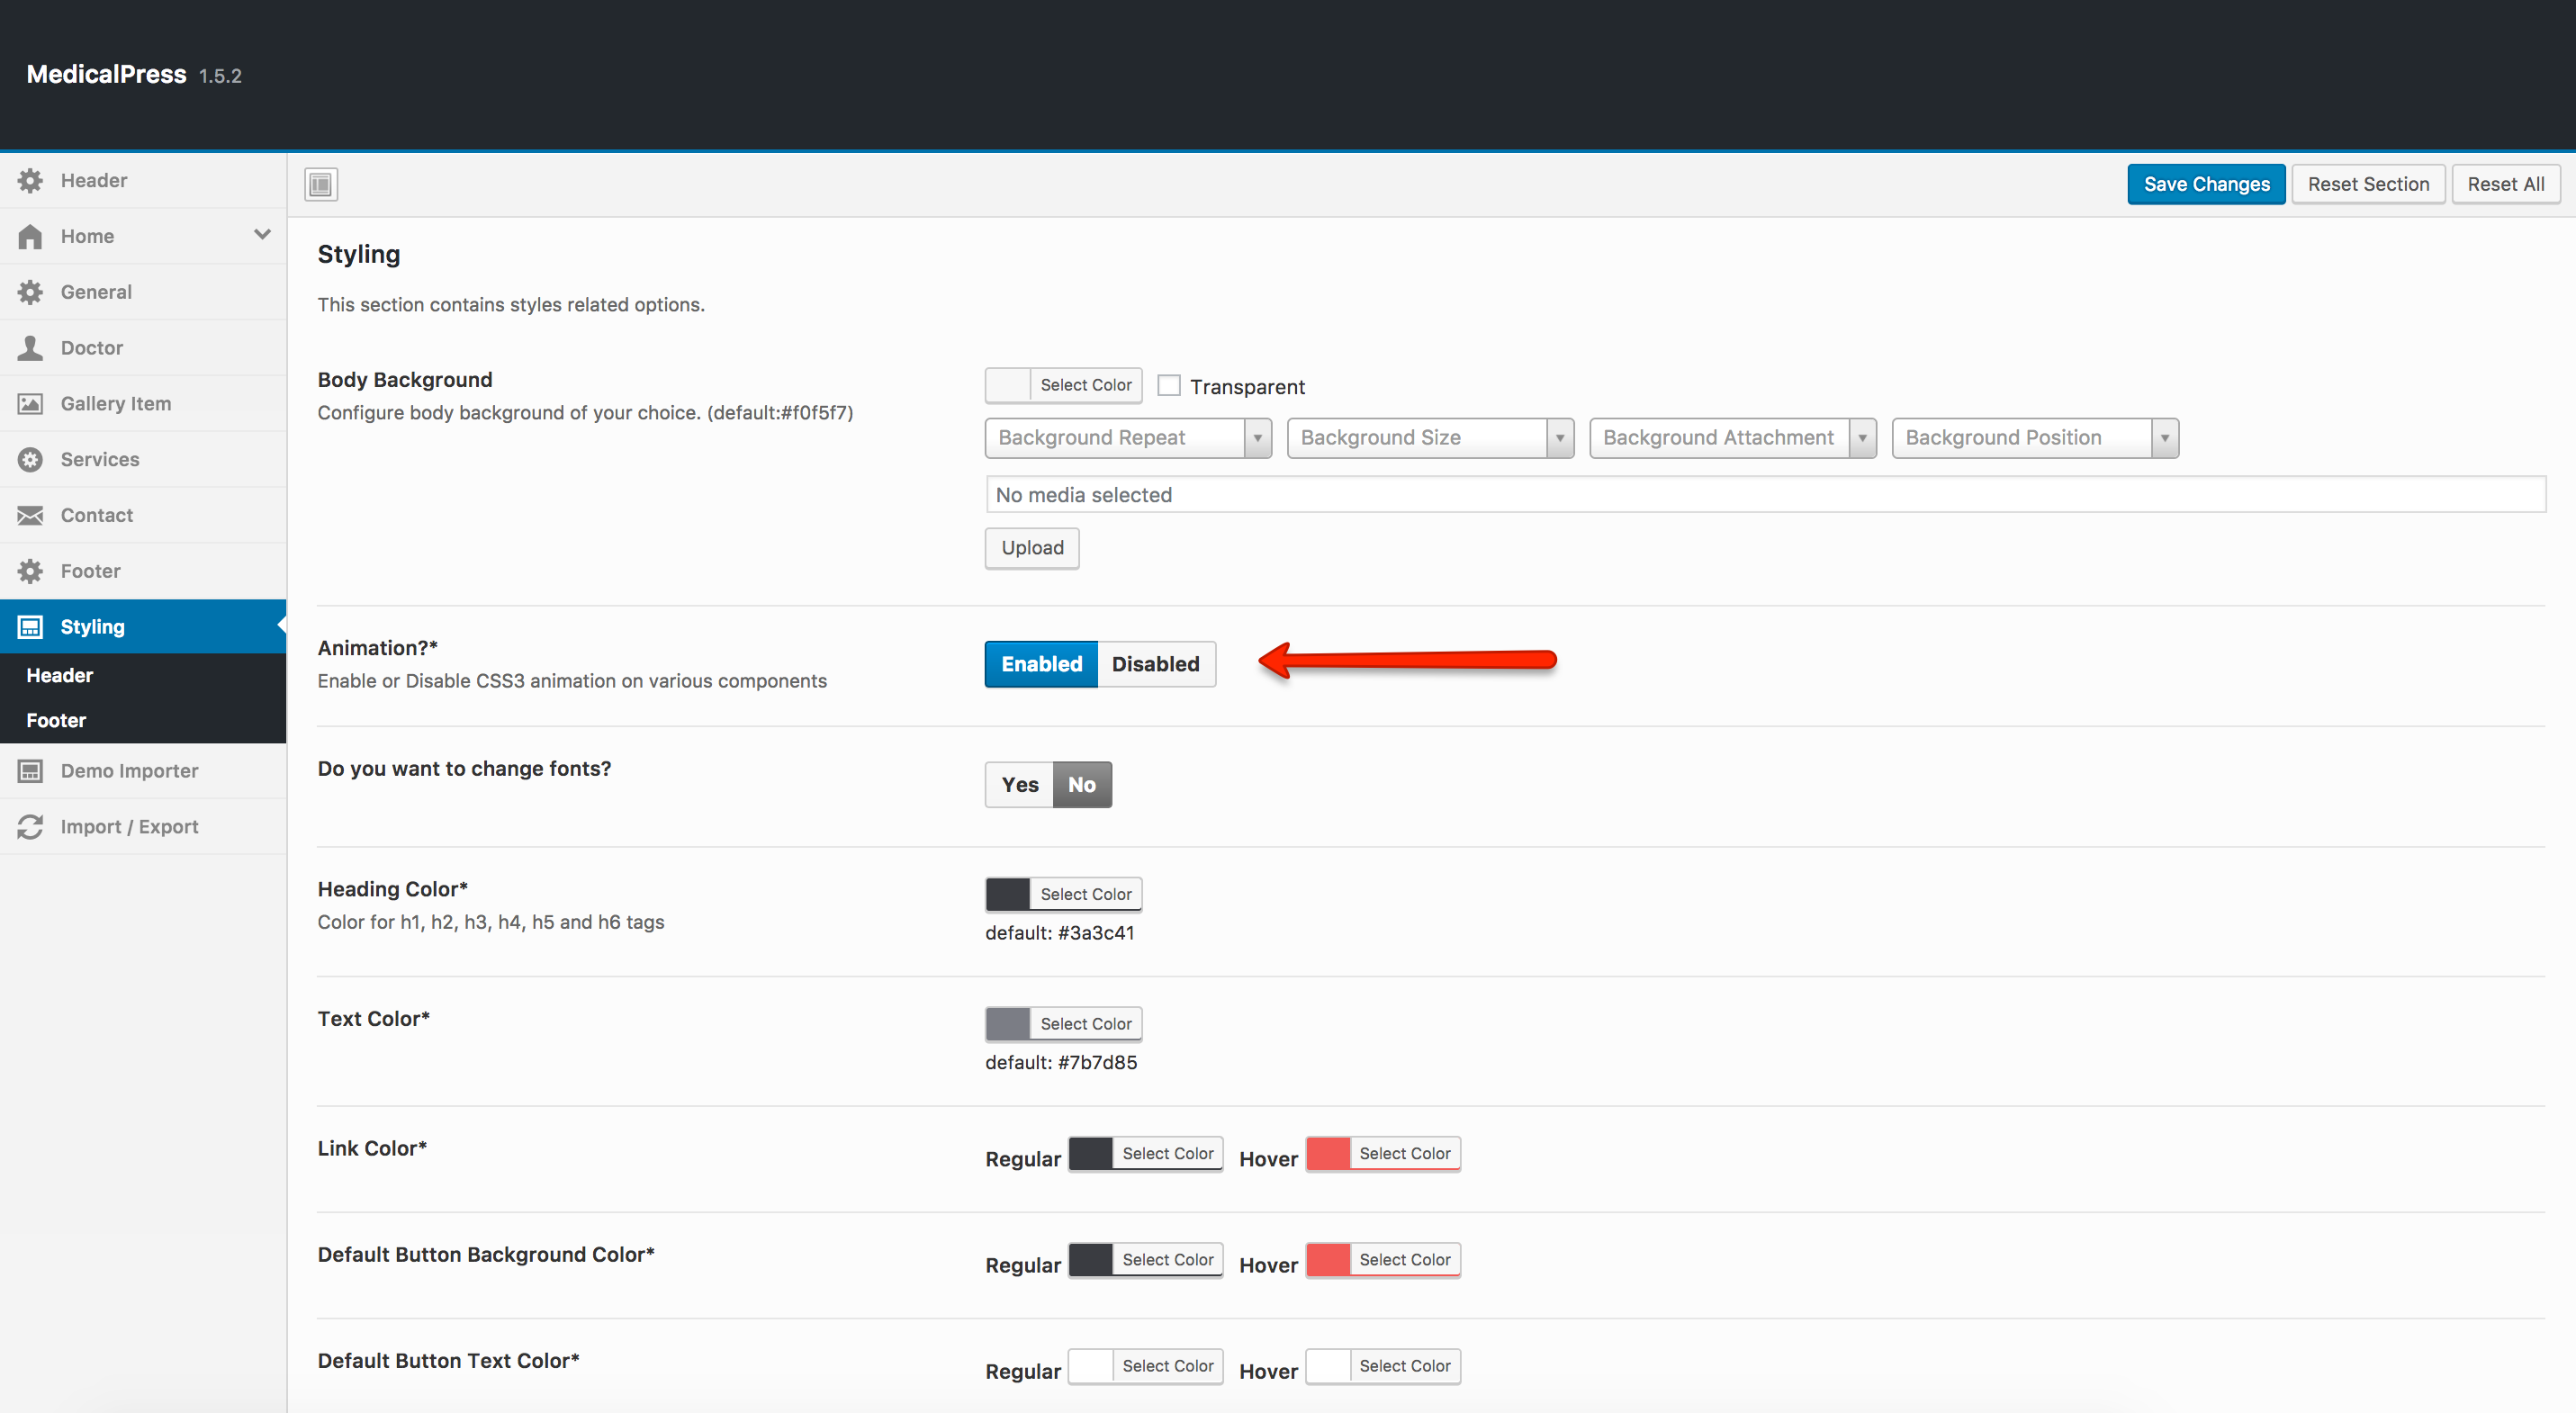 MedicalPress 1.5.2
Header
Home
General
Doctor
Gallery Item
Services
Contact
Footer
Styling
Header
Footer
Demo Importer
Import / Export
Save Changes Reset Section Reset All
Styling
This section contains styles related options.
Body Background
Configure body background of your choice. (default:#f0f5f7)
Select Color Transparent
Background Repeat Background Size Background Attachment Background Position
No media selected
Upload
Animation?*
Enable or Disable CSS3 animation on various components
Enabled Disabled
Do you want to change fonts?
Yes No
Heading Color*
Color for h1, h2, h3, h4, h5 and h6 tags
Select Color
default: #3a3c41
Text Color*
Select Color
default: #7b7d85
Link Color*
Regular Select Color Hover Select Color
Default Button Background Color*
Regular Select Color Hover Select Color
Default Button Text Color*
Regular Select Color Hover Select Color